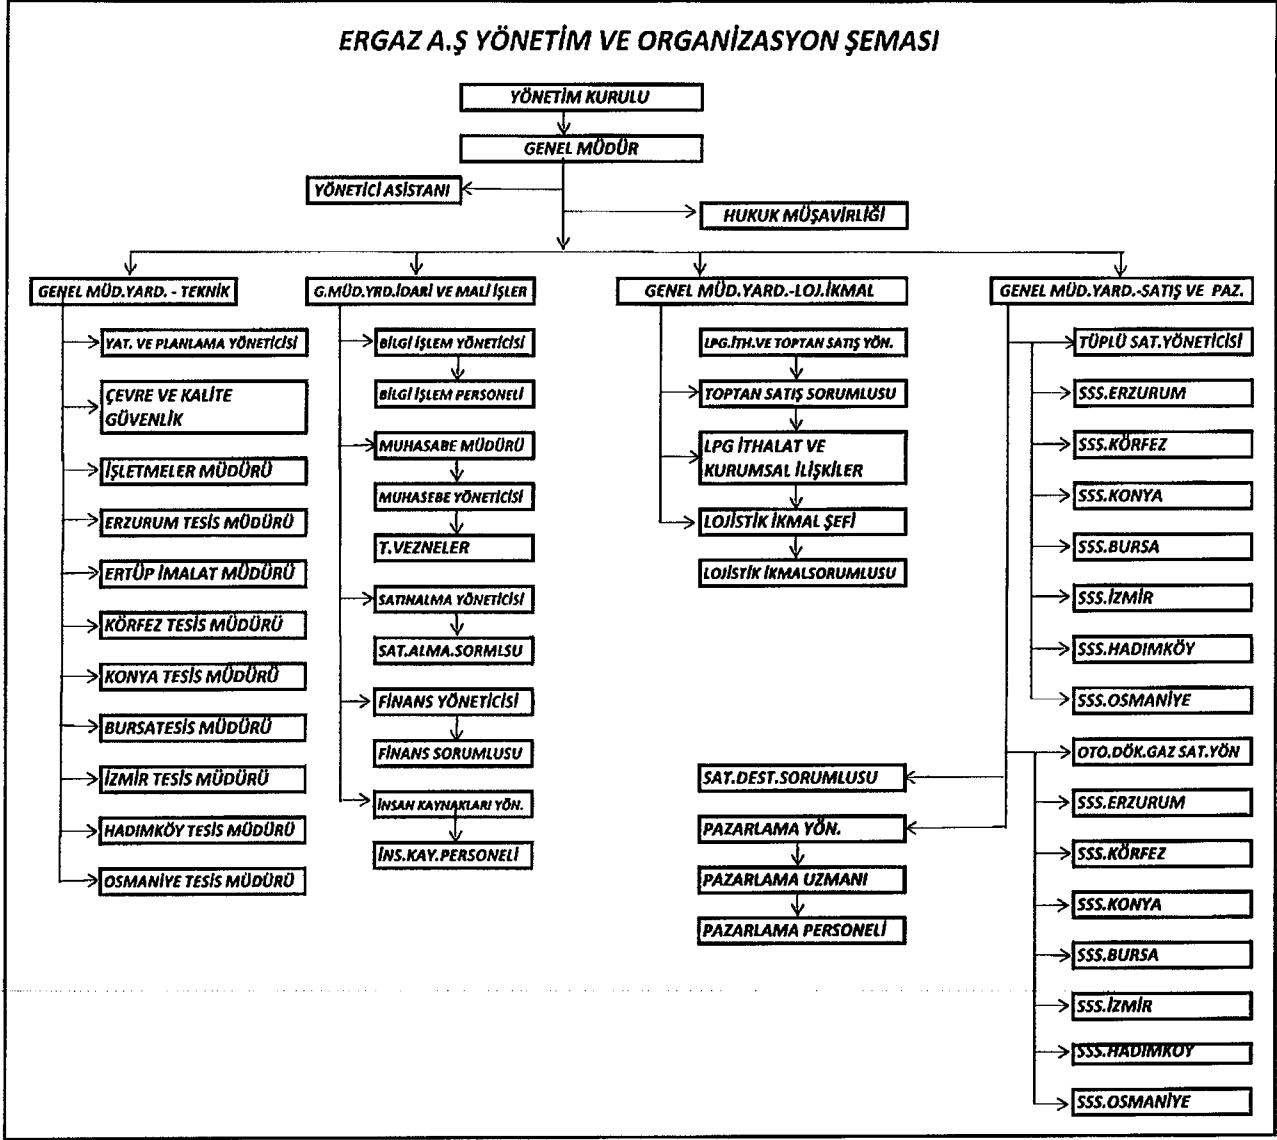 ERGAZ A.Ş YÖNETİM VE ORGANİZASYON ŞEMASI
YÖNETİM KURULU
GENEL MÜDÜR
YÖNETİCİ ASİSTANI
HUKUK MÜŞAVİRLİĞİ
GENEL MÜD.YARD. - TEKNİK
YAT. VE PLANLAMA YÖNETİCİSİ
ÇEVRE VE KALİTE
GÜVENLİK
İŞLETMELER MÜDÜRÜ
ERZURUM TESİS MÜDÜRÜ
ERTÜP İMALAT MÜDÜRÜ
KÖRFEZ TESİS MÜDÜRÜ
KONYA TESİS MÜDÜRÜ
BURSATESİS MÜDÜRÜ
İZMİR TESİS MÜDÜRÜ
HADIMKÖY TESİS MÜDÜRÜ
OSMANİYE TESİS MÜDÜRÜ
G.MÜD.YRD.İDARİ VE MALİ İŞLER
BİLGİ İŞLEM YÖNETİCİSİ
BİLGİ İŞLEM PERSONELİ
MUHASABE MÜDÜRÜ
MUHASEBE YÖNETİCİSİ
T.VEZNELER
SATINALMA YÖNETİCİSİ
SAT.ALMA.SORMLSU
FİNANS YÖNETİCİSİ
FİNANS SORUMLUSU
İNSAN KAYNAKLARI YÖN.
İNS.KAY.PERSONELİ
GENEL MÜD.YARD.-LOJ.İKMAL
LPG.İTH.VE TOPTAN SATIŞ YÖN.
TOPTAN SATIŞ SORUMLUSU
LPG İTHALAT VE
KURUMSAL İLİŞKİLER
LOJİSTİK İKMAL ŞEFİ
LOJİSTİK İKMALSORUMLUSU
SAT.DEST.SORUMLUSU
PAZARLAMA YÖN.
PAZARLAMA UZMANI
PAZARLAMA PERSONELİ
GENEL MÜD.YARD.-SATIŞ VE PAZ.
TÜPLÜ SAT.YÖNETİCİSİ
SSS.ERZURUM
SSS.KÖRFEZ
SSS.KONYA
SSS.BURSA
SSS.İZMİR
SSS.HADIMKÖY
SSS.OSMANİYE
OTO.DÖK.GAZ SAT.YÖN
SSS.ERZURUM
SSS.KÖRFEZ
SSS.KONYA
SSS.BURSA
SSS.İZMİR
SSS.HADIMKÖY
SSS.OSMANİYE